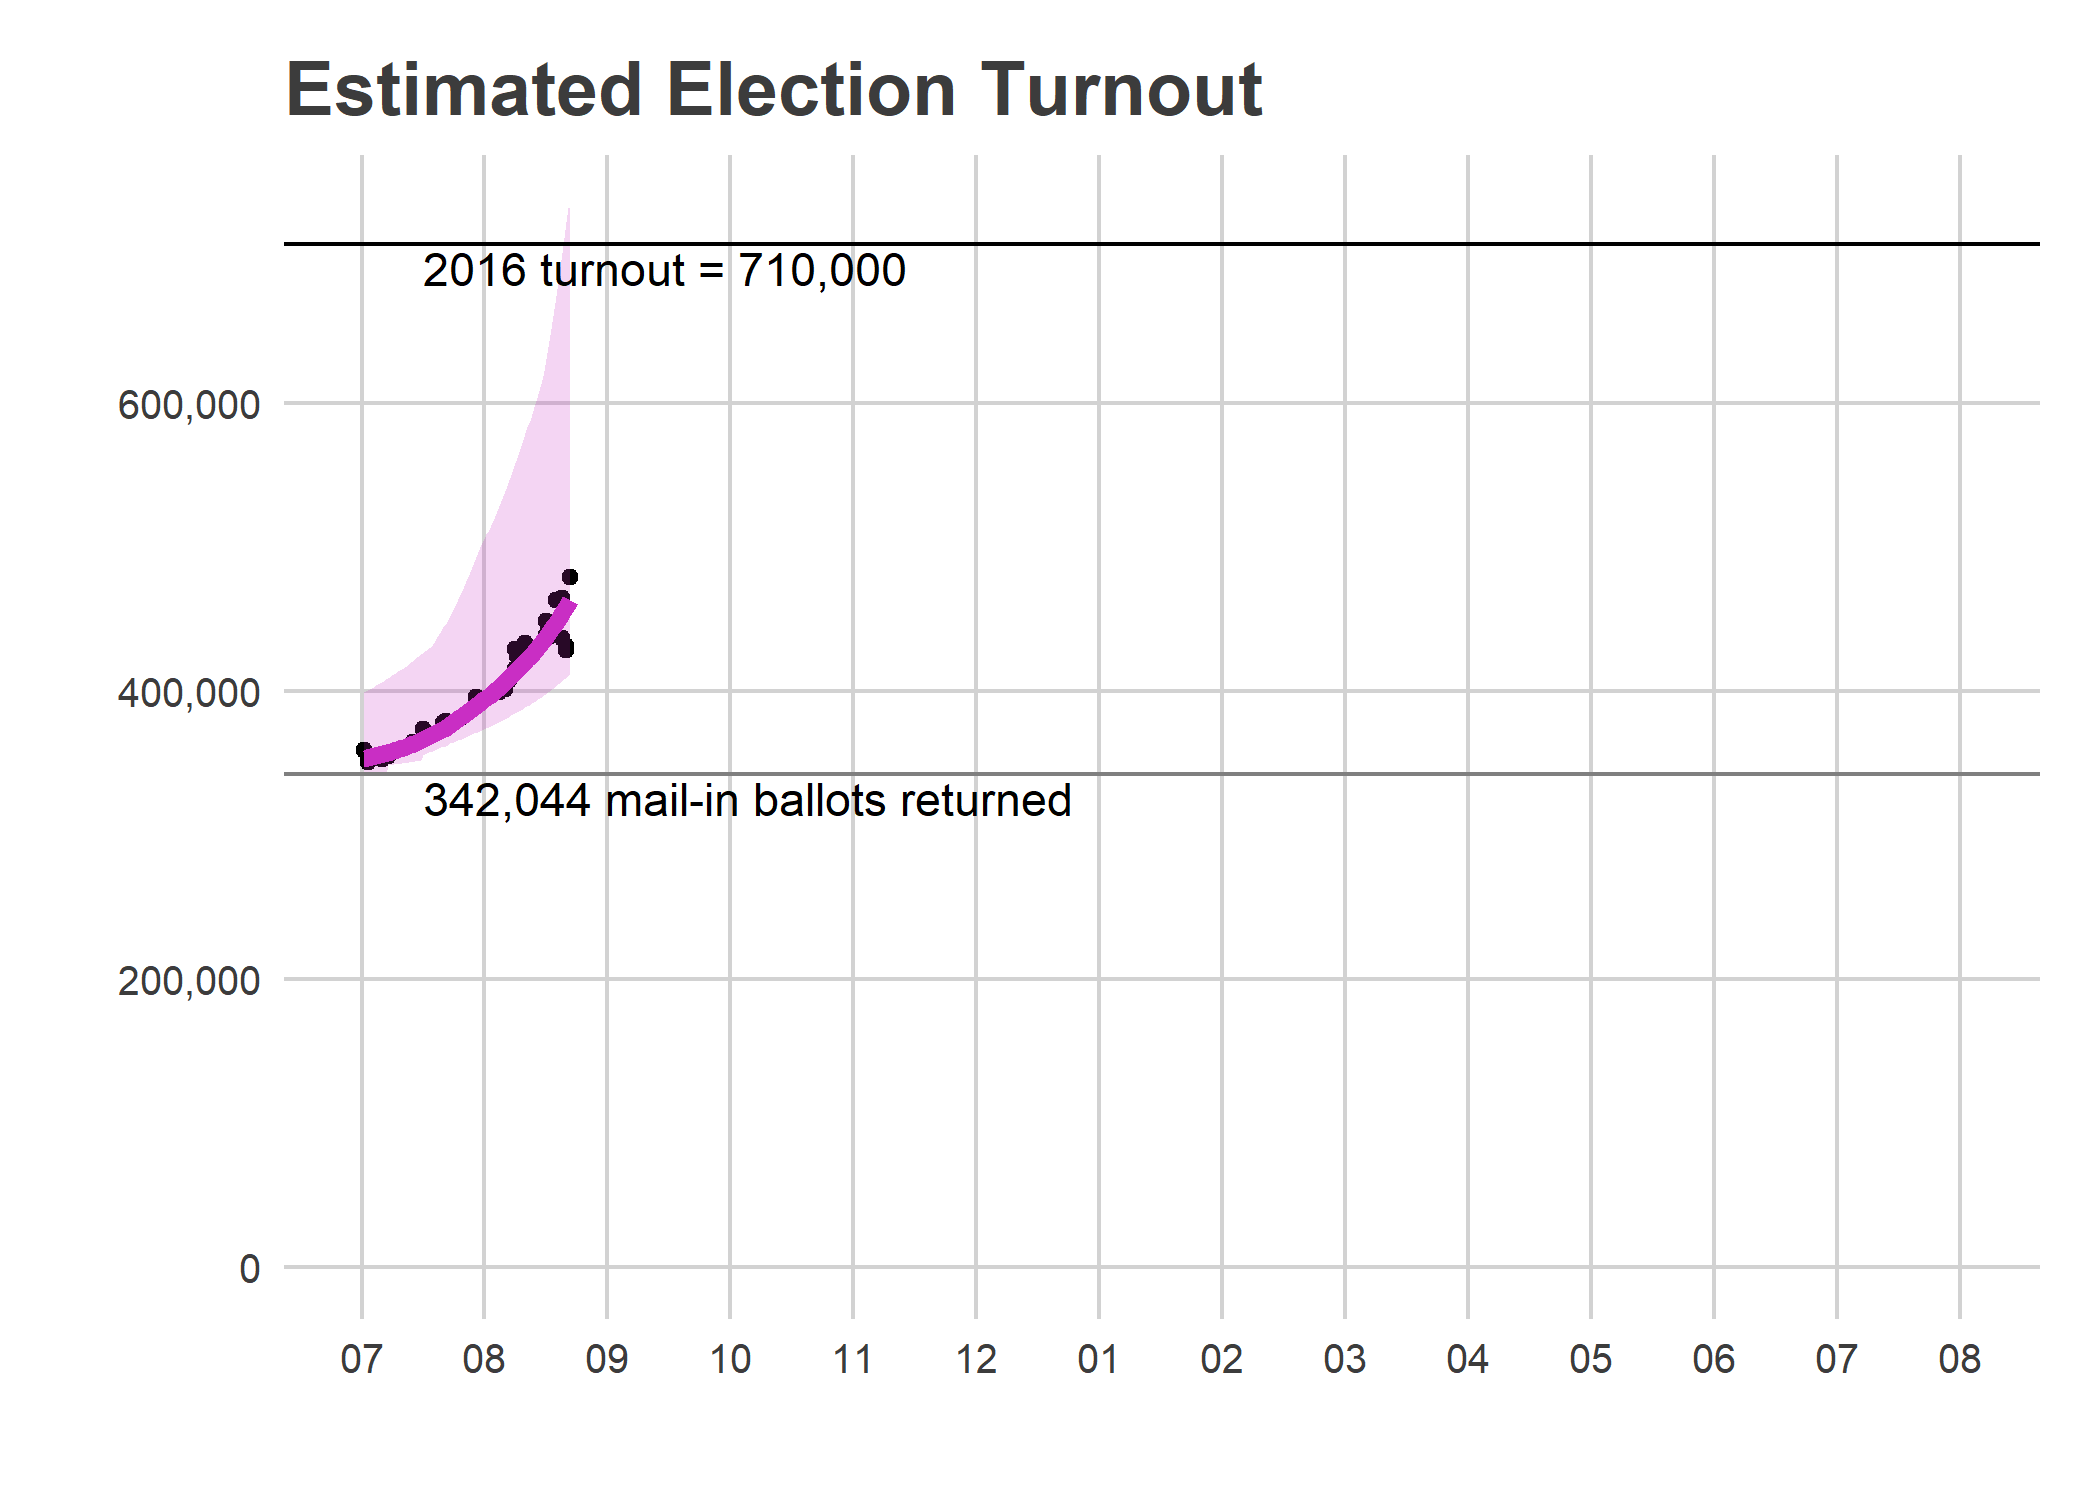 Estimated Election Turnout
2016 turnout = 710,000
600,000
400,000
342,044 mail-in ballots returned
200,000
0
07 08 09 10 11 12 01 02 03 04 05 06 07 08